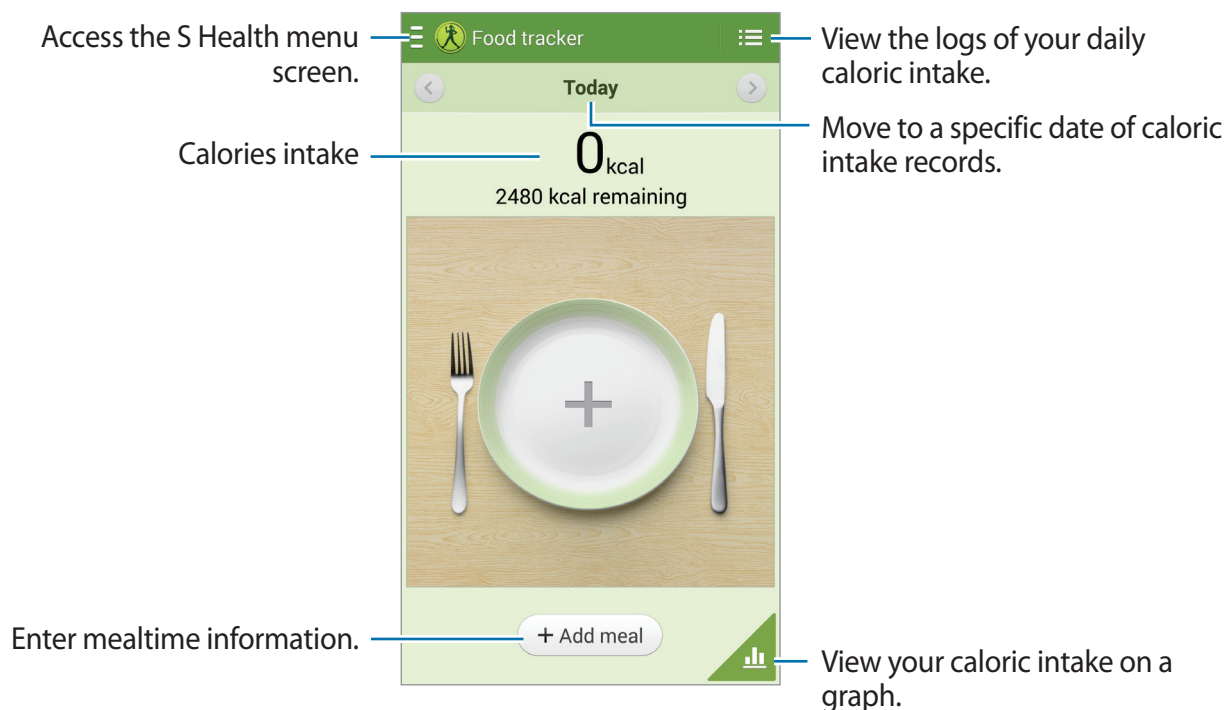 Access the S Health menu
screen.
Food tracker
View the logs of your daily
caloric intake.
Today
Move to a specific date of caloric
intake records.
Calories intake
0 kcal
2480 kcal remaining
Enter mealtime information.
+ Add meal
View your caloric intake on a
graph.